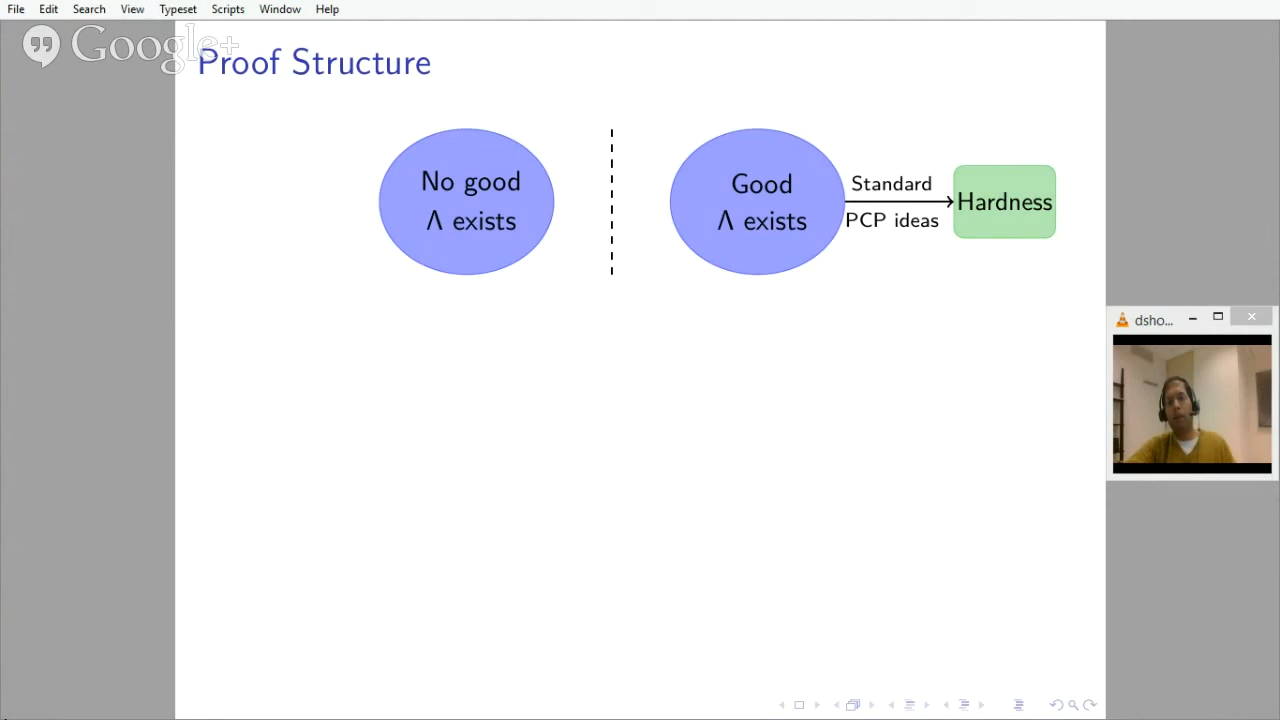 File Edit Search View Typeset Scripts Window Help
Google+
Proof Structure
No good
Λ exists
Good
Λ exists
Standard
PCP ideas
Hardness
dsho...